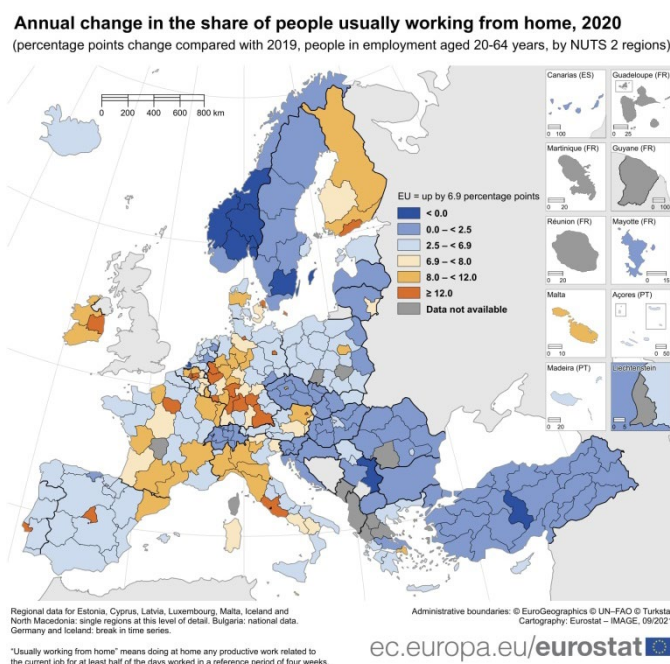 Annual change in the share of people usually working from home, 2020
(percentage points change compared with 2019, people in employment aged 20-64 years, by NUTS 2 regions)
0 200 400 600 800 km
Canarias (ES)
0 100
Guadeloupe (FR)
0 25
Martinique (FR)
0 20
Guyane (FR)
0 100
Réunion (FR)
0 20
Mayotte (FR)
0 15
Malta
0 10
Açores (PT)
0 50
Madeira (PT)
0 20
Liechtenstein
0 5
EU = up by 6.9 percentage points
< 0.0
0.0 – < 2.5
2.5 – < 6.9
6.9 – < 8.0
8.0 – < 12.0
≥ 12.0
Data not available
Regional data for Estonia, Cyprus, Latvia, Luxembourg, Malta, Iceland and
North Macedonia: single regions at this level of detail. Bulgaria: national data.
Germany and Iceland: break in time series.
Administrative boundaries: © EuroGeographics © UN–FAO © Turksta
Cartography: Eurostat – IMAGE, 09/202
"Usually working from home" means doing at home any productive work related to
the current job for at least half of the days worked in a reference period of four weeks.
ec.europa.eu/eurostat